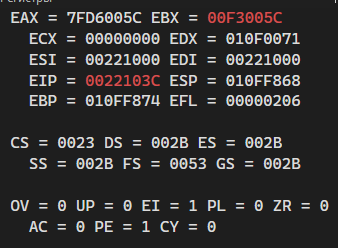 Регистры
EAX = 7FD6005C EBX = 00F3005C
ECX = 00000000 EDX = 010F0071
ESI = 00221000 EDI = 00221000
EIP = 0022103C ESP = 010FF868
EBP = 010FF874 EFL = 00000206
CS = 0023 DS = 002B ES = 002B
SS = 002B FS = 0053 GS = 002B
OV = 0 UP = 0 EI = 1 PL = 0 ZR = 0
AC = 0 PE = 1 CY = 0